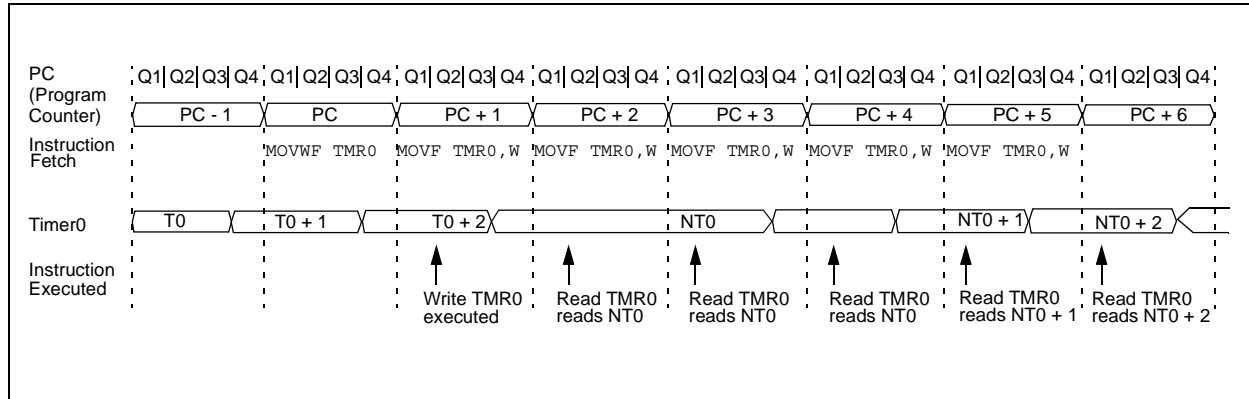 PC (Program Counter)
Q1 Q2 Q3 Q4 Q1 Q2 Q3 Q4 Q1 Q2 Q3 Q4 Q1 Q2 Q3 Q4 Q1 Q2 Q3 Q4 Q1 Q2 Q3 Q4 Q1 Q2 Q3 Q4 Q1 Q2 Q3 Q4
PC - 1 PC PC + 1 PC + 2 PC + 3 PC + 4 PC + 5 PC + 6
Instruction Fetch
MOVWF TMR0 MOVF TMR0,W MOVF TMR0,W MOVF TMR0,W MOVF TMR0,W MOVF TMR0,W
Timer0
T0 T0 + 1 T0 + 2 NT0 NT0 + 1 NT0 + 2
Instruction Executed
Write TMR0 executed
Read TMR0 reads NT0
Read TMR0 reads NT0
Read TMR0 reads NT0
Read TMR0 reads NT0 + 1
Read TMR0 reads NT0 + 2